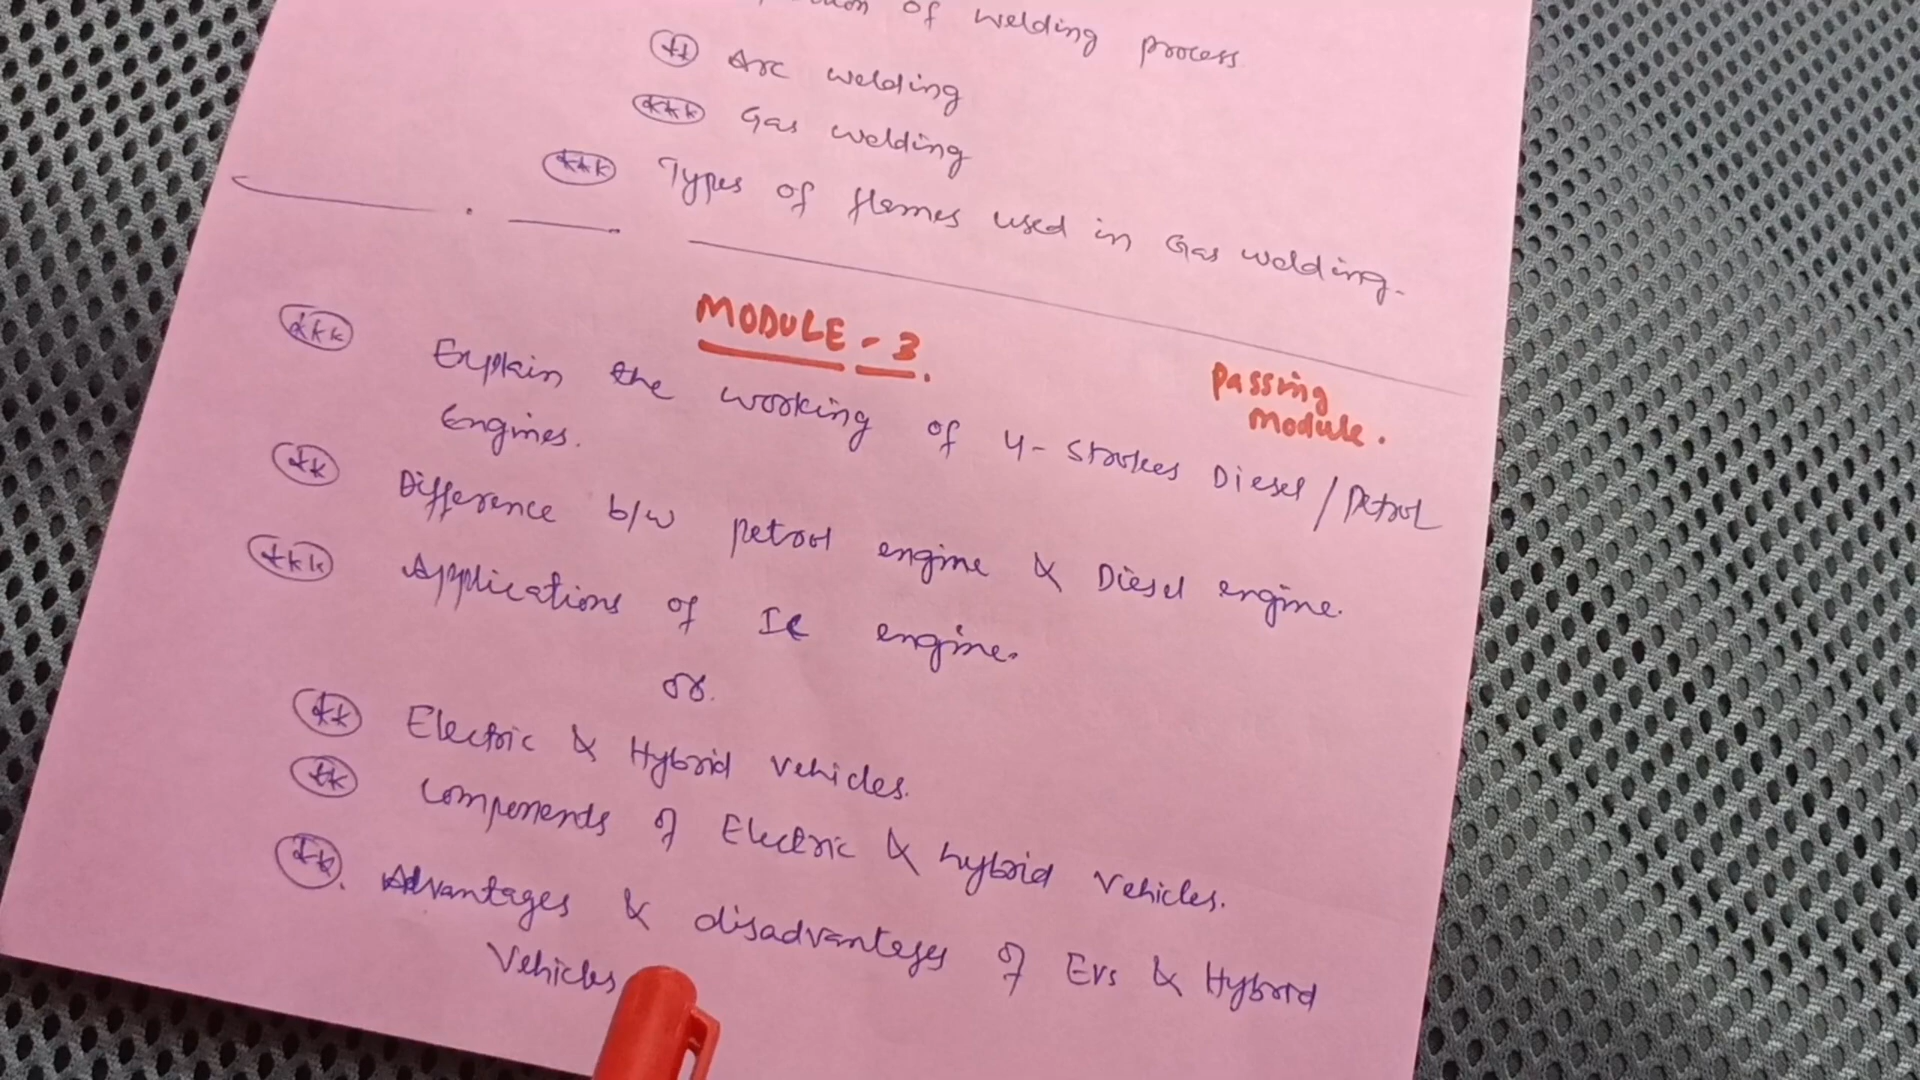 of welding process
** Arc welding
*** Gas welding
*** Types of flames used in Gas welding.
MODULE - 3.
Passing
Module.
*** Explain the working of 4- Strokes Diesel / Petrol
Engines.
** Difference b/w petrol engine & Diesel engine.
*** Applications of IC engine.
or.
** Electric & Hybrid Vehicles.
** Components of Electric & hybrid Vehicles.
**. Advantages & disadvantages of EVs & Hybrid
Vehicles